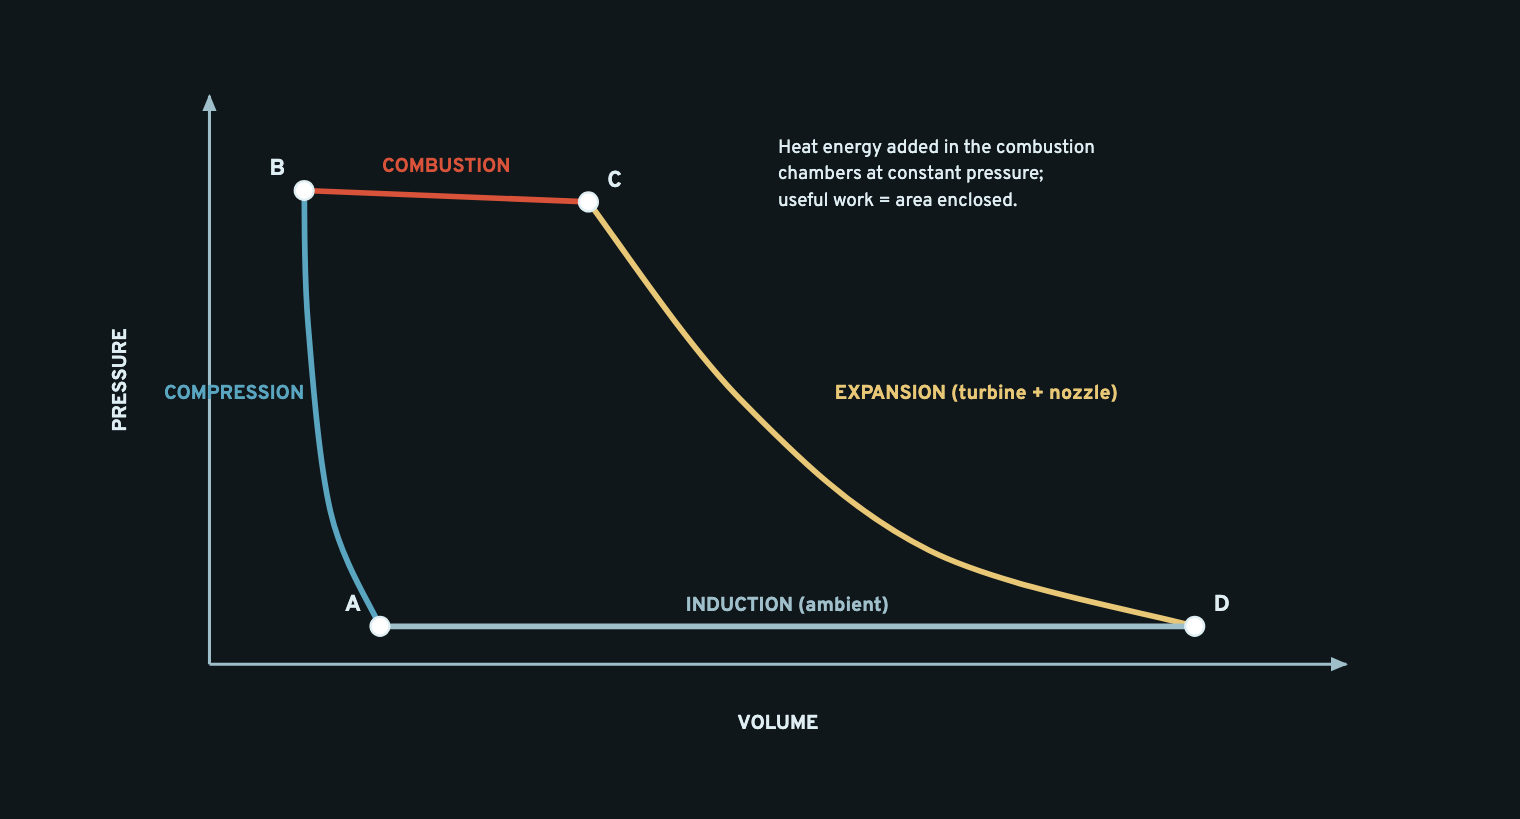 B
COMBUSTION
C
Heat energy added in the combustion
chambers at constant pressure;
useful work = area enclosed.
PRESSURE
COMPRESSION
EXPANSION (turbine + nozzle)
A
INDUCTION (ambient)
D
VOLUME